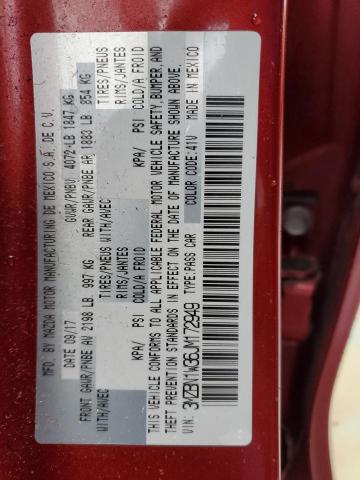 MFD. BY MAZDA MOTOR MANUFACTURING DE MEXICO S.A. DE C.V.
DATE 09/17 GVWR/PNBV 4072-LB 1847 KG
FRONT GAWR/PNBE AV 2198 LB 997 KG REAR GAWR/PNBE AR 1883 LB 854 KG
WITH/AVEC TIRES/PNEUS WITH/AVEC TIRES/PNEUS
RIMS/JANTES RIMS/JANTES
KPA/ PSI COLD/A FROID KPA/ PSI COLD/A FROID
THIS VEHICLE CONFORMS TO ALL APPLICABLE FEDERAL MOTOR VEHICLE SAFETY, BUMPER, AND
THEFT PREVENTION STANDARDS IN EFFECT ON THE DATE OF MANUFACTURE SHOWN ABOVE.
MADE IN MEXICO
TYPE: PASS CAR COLOR CODE: 41V
VIN: 3MZBN1W36JM172949